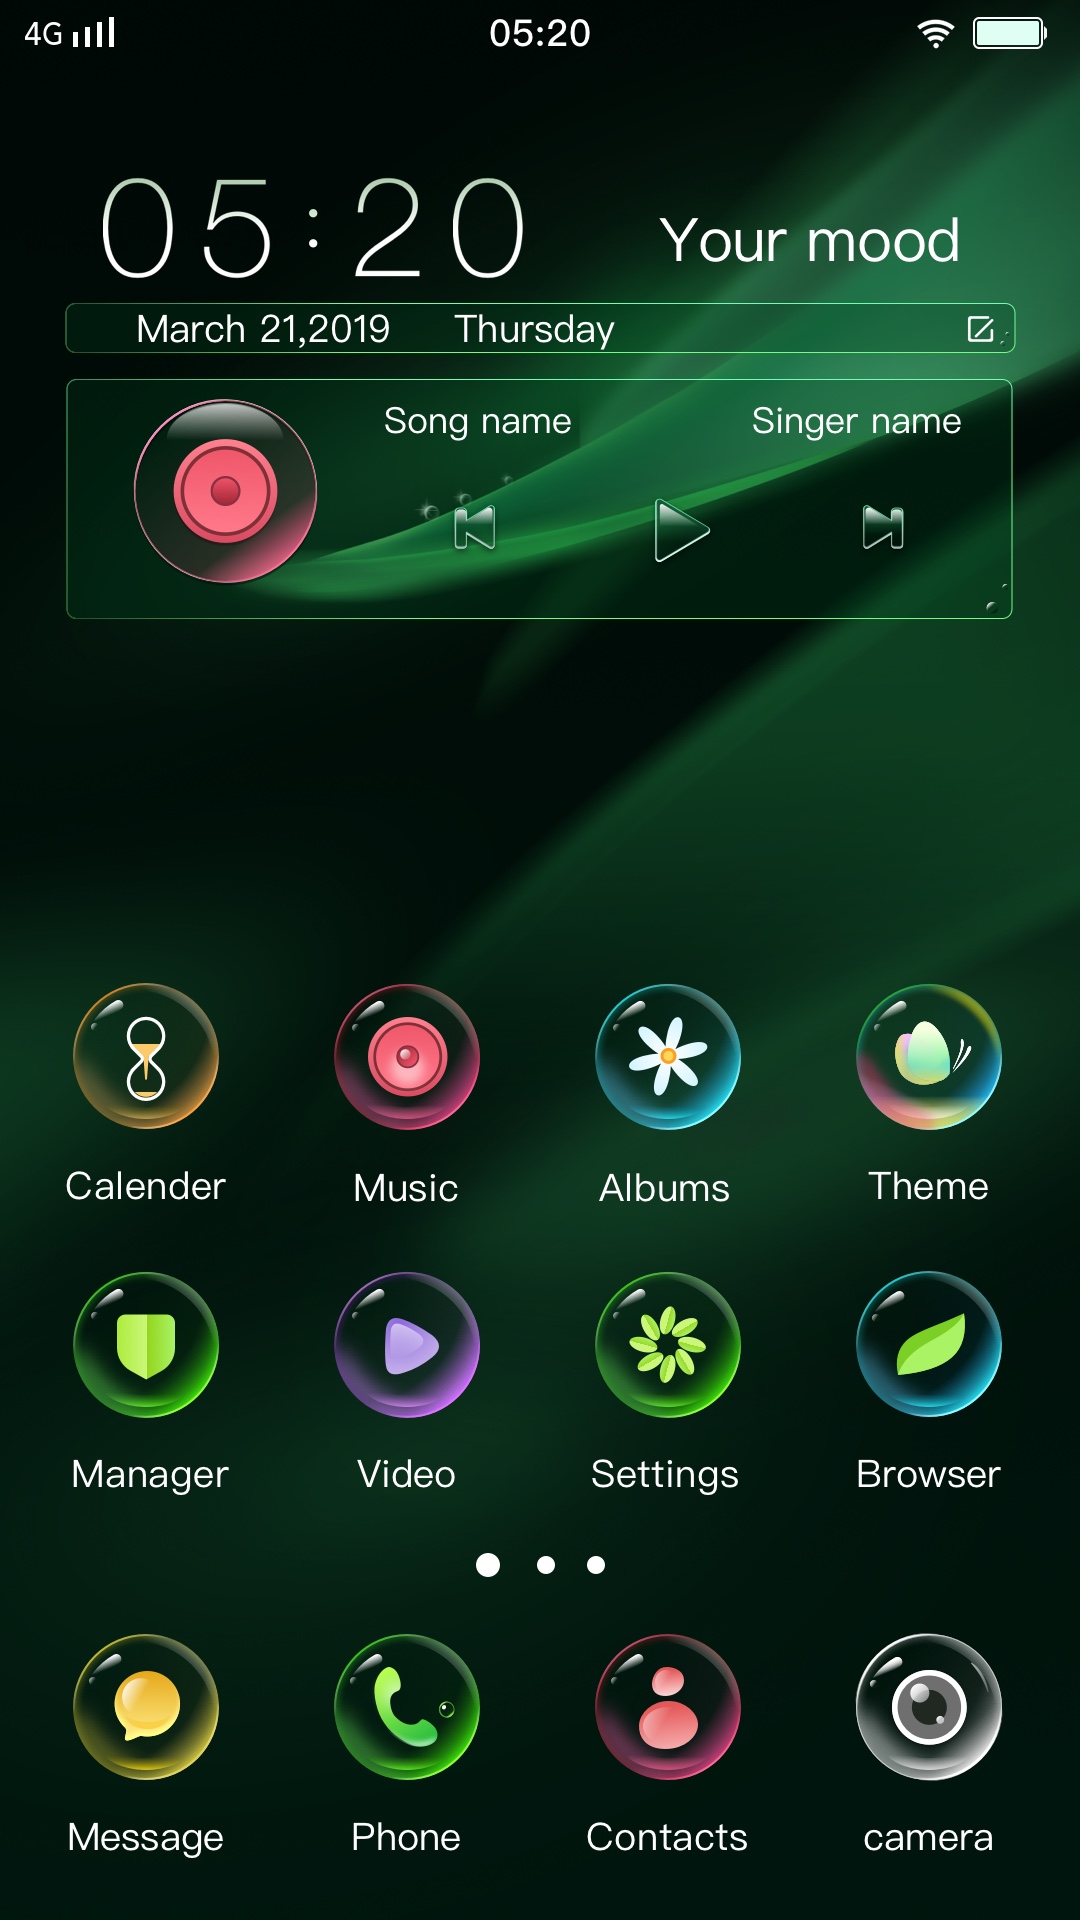 4G 05:20
05:20 Your mood
March 21,2019 Thursday
Song name Singer name
Calender Music Albums Theme
Manager Video Settings Browser
Message Phone Contacts camera